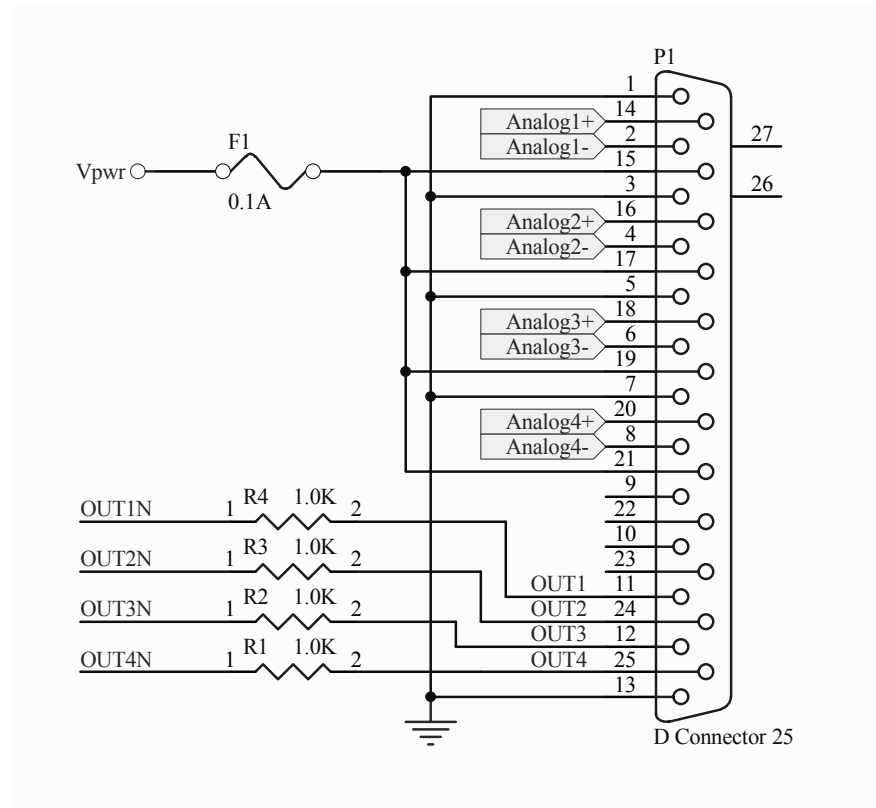 P1
1
14
Analog1+
2
Analog1-
27
15
F1
Vpwr
3
26
0.1A
16
Analog2+
4
Analog2-
17
5
18
Analog3+
6
Analog3-
19
7
20
Analog4+
8
Analog4-
21
9
OUT1N 1 R4 1.0K 2
22
10
OUT2N 1 R3 1.0K 2
23
OUT1 11
OUT3N 1 R2 1.0K 2
OUT2 24
OUT3 12
OUT4N 1 R1 1.0K 2
OUT4 25
13
D Connector 25